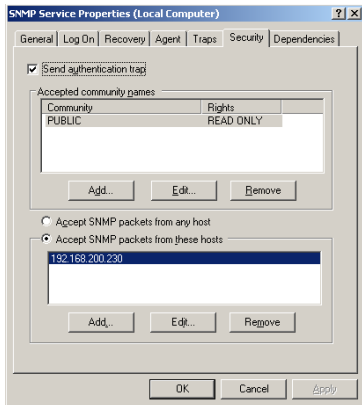 SNMP Service Properties (Local Computer)
General Log On Recovery Agent Traps Security Dependencies
Send authentication trap
Accepted community names
Community Rights
PUBLIC READ ONLY
Add... Edit... Remove
Accept SNMP packets from any host
Accept SNMP packets from these hosts
192.168.200.230
Add... Edit... Remove
OK Cancel Apply